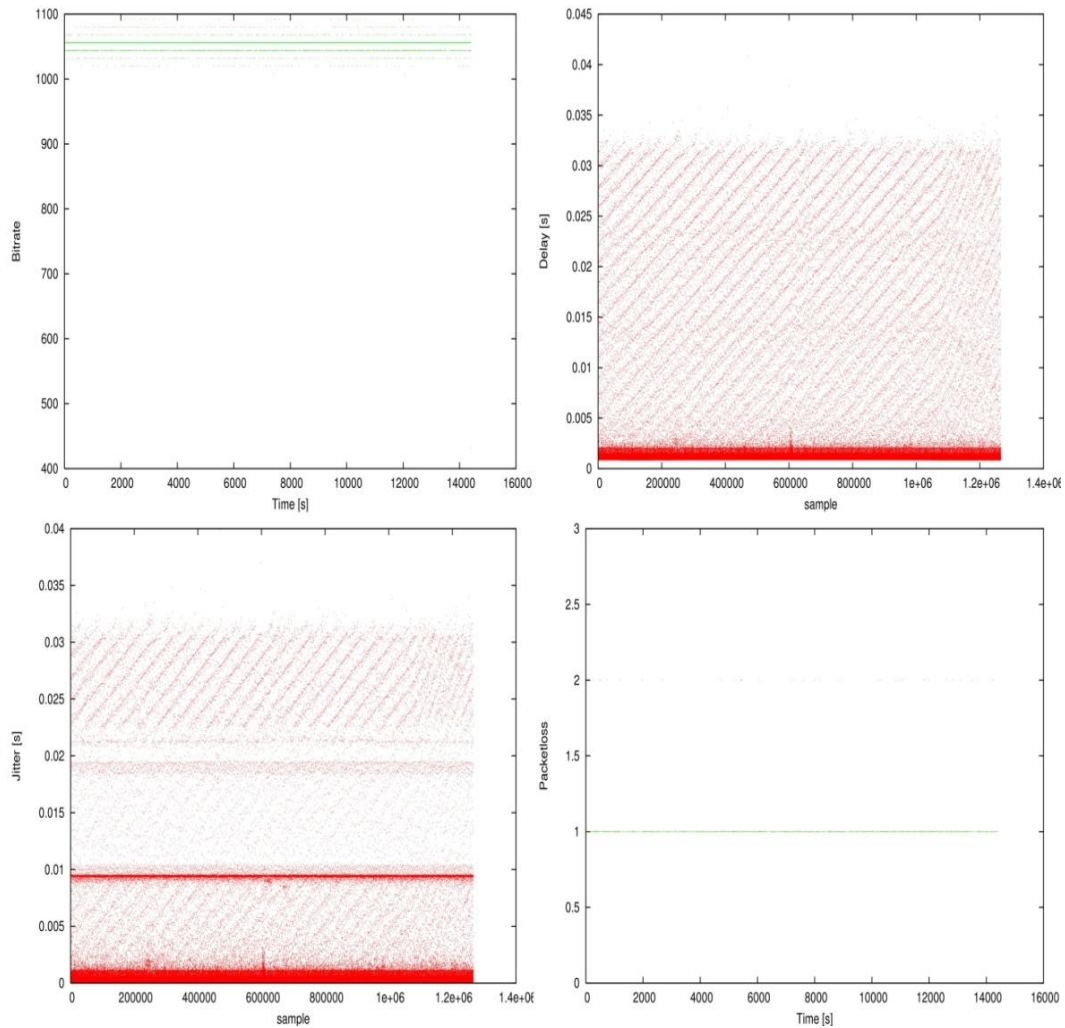 1100
1000
900
800
700
600
500
400
0 2000 4000 6000 8000 10000 12000 14000 16000
Bitrate
Time [s]
0.045
0.04
0.035
0.03
0.025
0.02
0.015
0.01
0.005
0
0 200000 400000 600000 800000 1e+06 1.2e+06 1.4e+06
Delay [s]
sample
0.04
0.035
0.03
0.025
0.02
0.015
0.01
0.005
0
0 200000 400000 600000 800000 1e+06 1.2e+06 1.4e+0
Jitter [s]
sample
3
2.5
2
1.5
1
0.5
0
0 2000 4000 6000 8000 10000 12000 14000 16000
Packetloss
Time [s]